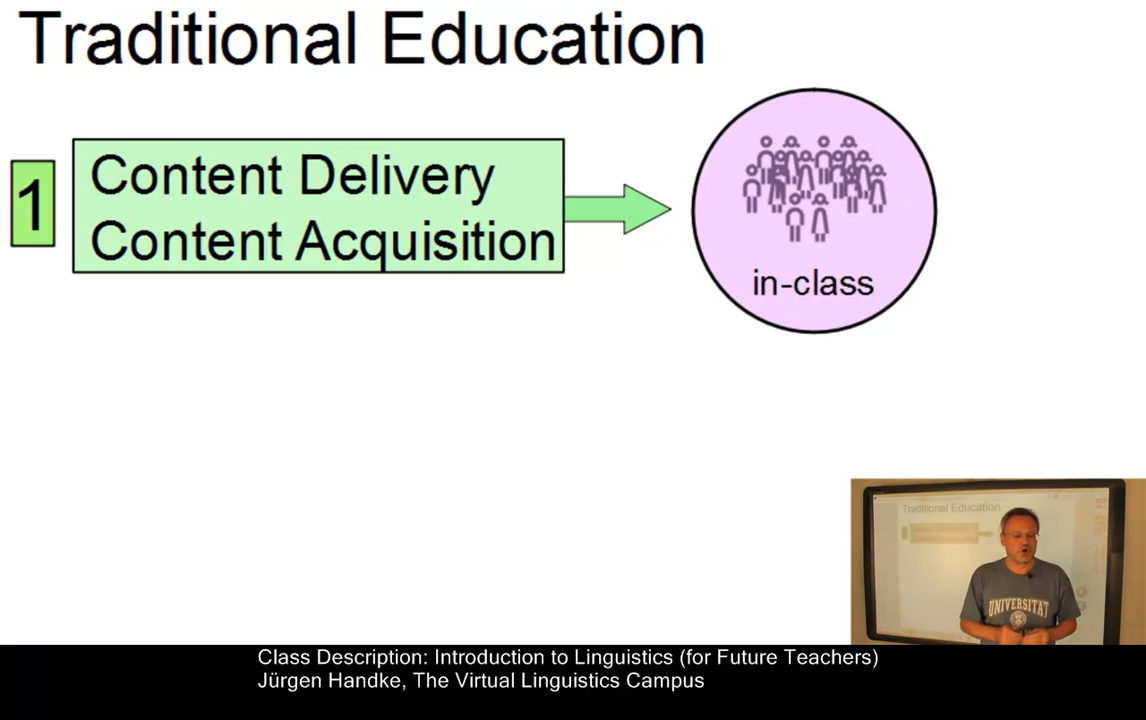 Traditional Education
1
Content Delivery
Content Acquisition
in-class
Traditional Education
UNIVERSITAT
Class Description: Introduction to Linguistics (for Future Teachers)
Jürgen Handke, The Virtual Linguistics Campus